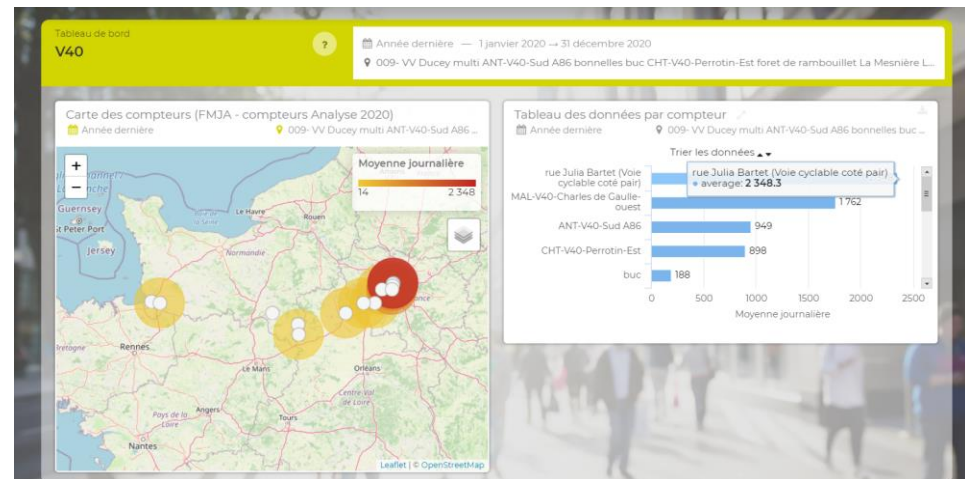 Tableau de bord
V40
?
Année dernière — 1 janvier 2020 → 31 décembre 2020
009- VV Ducey multi ANT-V40-Sud A86 bonnelles buc CHT-V40-Perrotin-Est foret de rambouillet La Mesnière L...
Carte des compteurs (FMJA - compteurs Analyse 2020)
Année dernière 009- VV Ducey multi ANT-V40-Sud A86 ...
+
−
Moyenne journalière
14 2 348
Guernsey
St Peter Port
Jersey
Le Havre
Rouen
Normandie
Rennes
Le Mans
Orléans
Centre-Val
de Loire
Pays de la
Loire
Angers
Tours
Nantes
Leaflet | © OpenStreetMap
Tableau des données par compteur
Année dernière 009- VV Ducey multi ANT-V40-Sud A86 bonnelles buc ...
Trier les données
rue Julia Bartet (Voie
cyclable coté pair)
rue Julia Bartet (Voie cyclable coté pair)
average: 2 348.3
MAL-V40-Charles de Gaulle-
ouest
1 762
ANT-V40-Sud A86 949
CHT-V40-Perrotin-Est 898
buc 188
0 500 1000 1500 2000 2500
Moyenne journalière